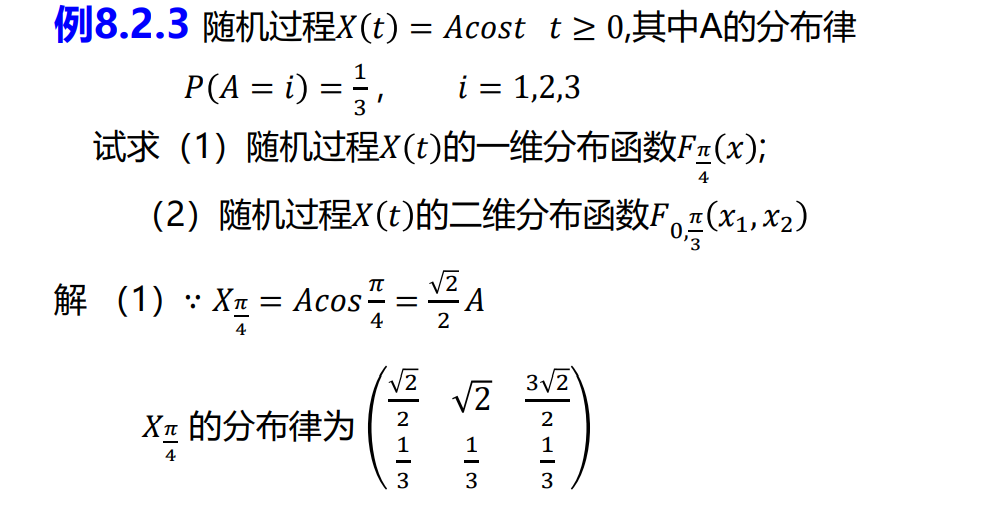 例8.2.3 随机过程X(t) = Acost t ≥ 0,其中A的分布律
P(A = i) = 1/3 , i = 1,2,3
试求（1）随机过程X(t)的一维分布函数F_{π/4}(x);
（2）随机过程X(t)的二维分布函数F_{0,π/3}(x₁, x₂)
解 （1）∵ X_{π/4} = Acos π/4 = √2/2 A
X_{π/4} 的分布律为 ( √2/2 √2 3√2/2
1/3 1/3 1/3 )